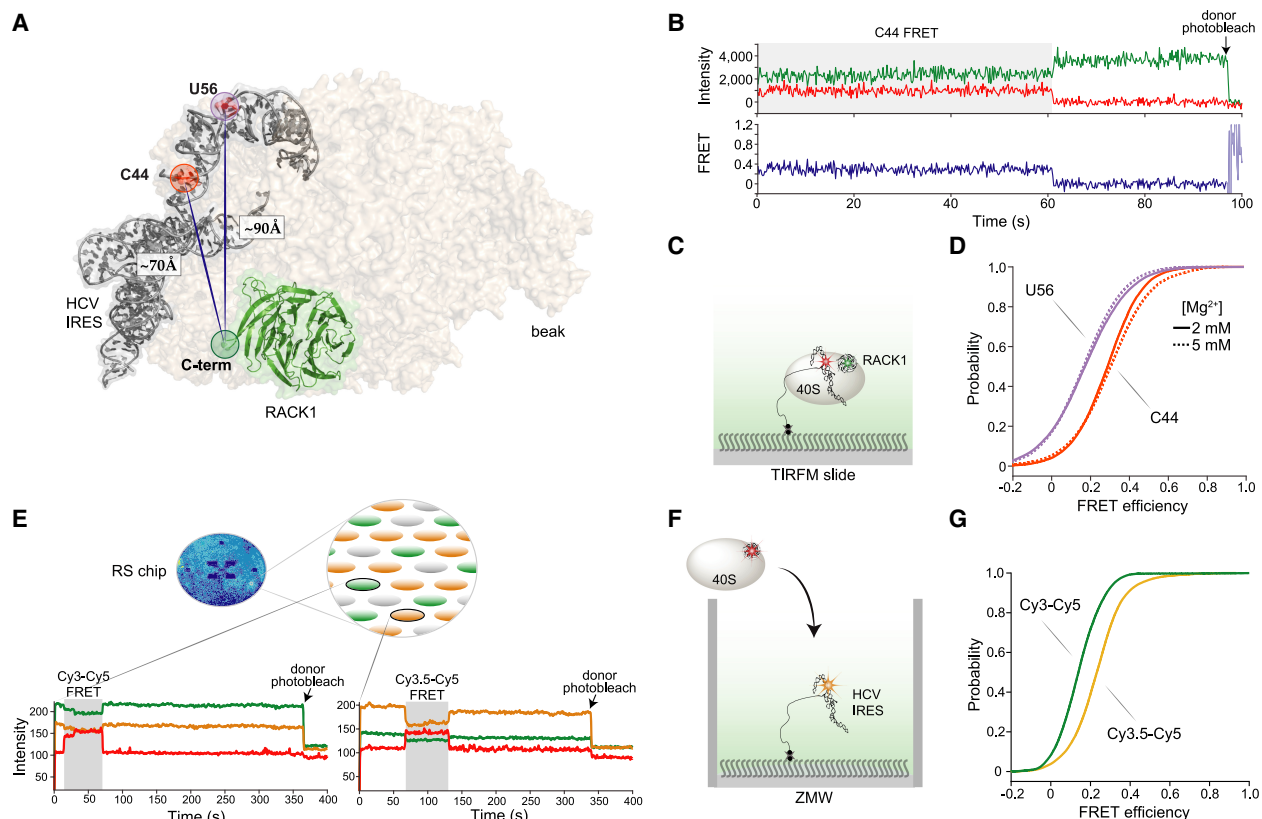 A
U56
C44
~90Å
~70Å
HCV
IRES
C-term
RACK1
beak
B
C44 FRET
donor
photobleach
Intensity
4,000
2,000
0
FRET
1.2
0.8
0.4
0
0 20 40 60 80 100
Time (s)
C
RACK1
40S
TIRFM slide
D
Probability
1.0
0.8
0.6
0.4
0.2
0
U56
[Mg2+]
2 mM
5 mM
C44
-0.2 0 0.2 0.4 0.6 0.8 1.0
FRET efficiency
E
RS chip
Cy3-Cy5
FRET
donor
photobleach
Intensity
200
150
100
50
0 50 100 150 200 250 300 350 400
Time (s)
Cy3.5-Cy5
FRET
donor
photobleach
200
150
100
50
0 50 100 150 200 250 300 350 400
Time (s)
F
40S
HCV
IRES
ZMW
G
Probability
1.0
0.8
0.6
0.4
0.2
0
Cy3-Cy5
Cy3.5-Cy5
-0.2 0 0.2 0.4 0.6 0.8 1.0
FRET efficiency